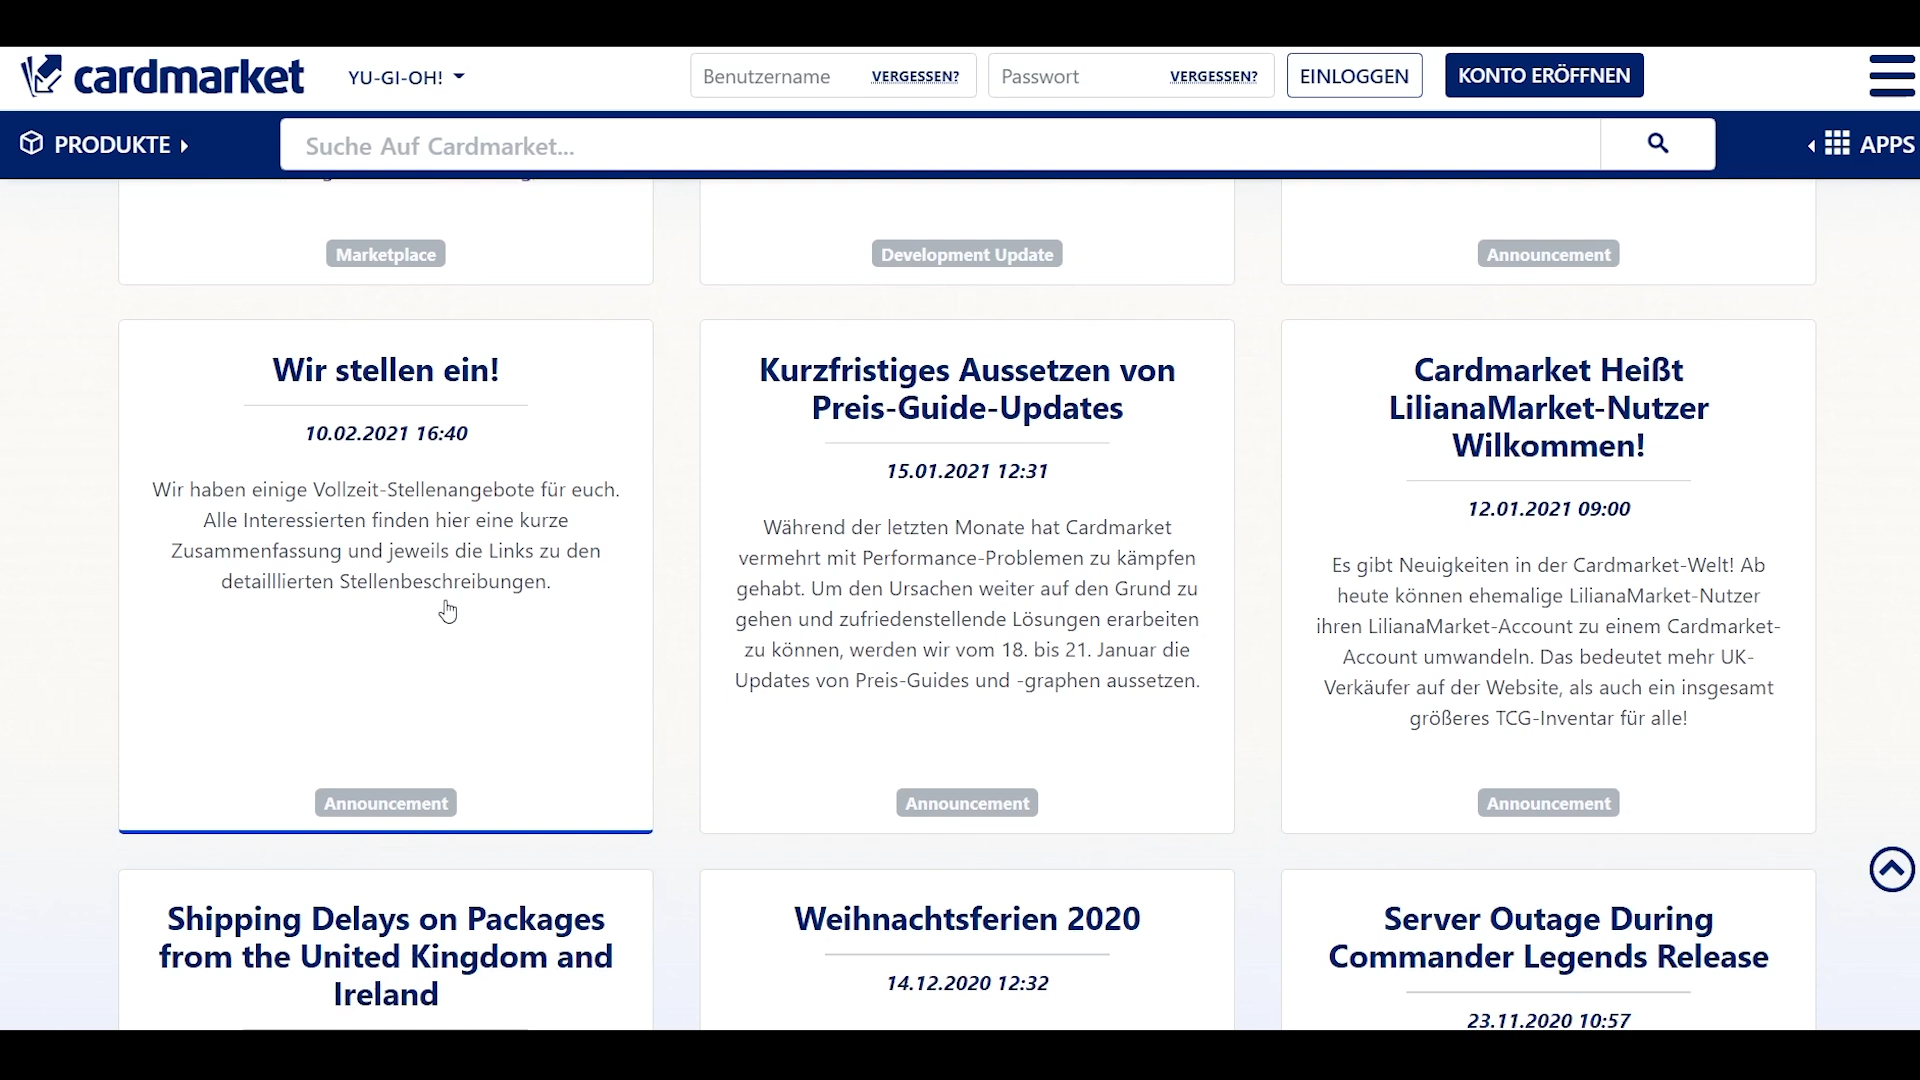 cardmarket
YU-GI-OH!
Benutzername
VERGESSEN?
Passwort
VERGESSEN?
EINLOGGEN
KONTO ERÖFFNEN
PRODUKTE
Suche Auf Cardmarket...
APPS
Marketplace
Development Update
Announcement
Wir stellen ein!
10.02.2021 16:40
Wir haben einige Vollzeit-Stellenangebote für euch.
Alle Interessierten finden hier eine kurze
Zusammenfassung und jeweils die Links zu den
detailllierten Stellenbeschreibungen.
Announcement
Kurzfristiges Aussetzen von
Preis-Guide-Updates
15.01.2021 12:31
Während der letzten Monate hat Cardmarket
vermehrt mit Performance-Problemen zu kämpfen
gehabt. Um den Ursachen weiter auf den Grund zu
gehen und zufriedenstellende Lösungen erarbeiten
zu können, werden wir vom 18. bis 21. Januar die
Updates von Preis-Guides und -graphen aussetzen.
Announcement
Cardmarket Heißt
LilianaMarket-Nutzer
Wilkommen!
12.01.2021 09:00
Es gibt Neuigkeiten in der Cardmarket-Welt! Ab
heute können ehemalige LilianaMarket-Nutzer
ihren LilianaMarket-Account zu einem Cardmarket-
Account umwandeln. Das bedeutet mehr UK-
Verkäufer auf der Website, als auch ein insgesamt
größeres TCG-Inventar für alle!
Announcement
Shipping Delays on Packages
from the United Kingdom and
Ireland
Weihnachtsferien 2020
14.12.2020 12:32
Server Outage During
Commander Legends Release
23.11.2020 10:57